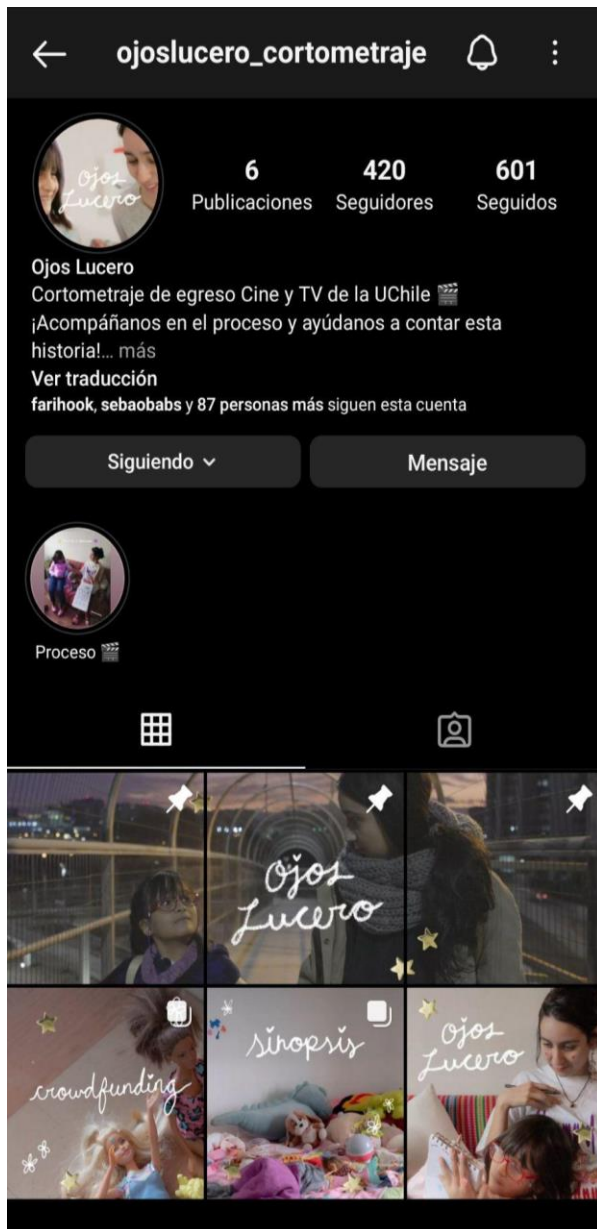 ojoslucero_cortometraje
Ojos
Lucero
6
Publicaciones
420
Seguidores
601
Seguidos
Ojos Lucero
Cortometraje de egreso Cine y TV de la UChile 🎬
¡Acompáñanos en el proceso y ayúdanos a contar esta
historia!... más
Ver traducción
farihook, sebaobabs y 87 personas más siguen esta cuenta
Siguiendo
Mensaje
Proceso 🎬
Ojos
Lucero
crowdfunding
sinopsis
Ojos
Lucero